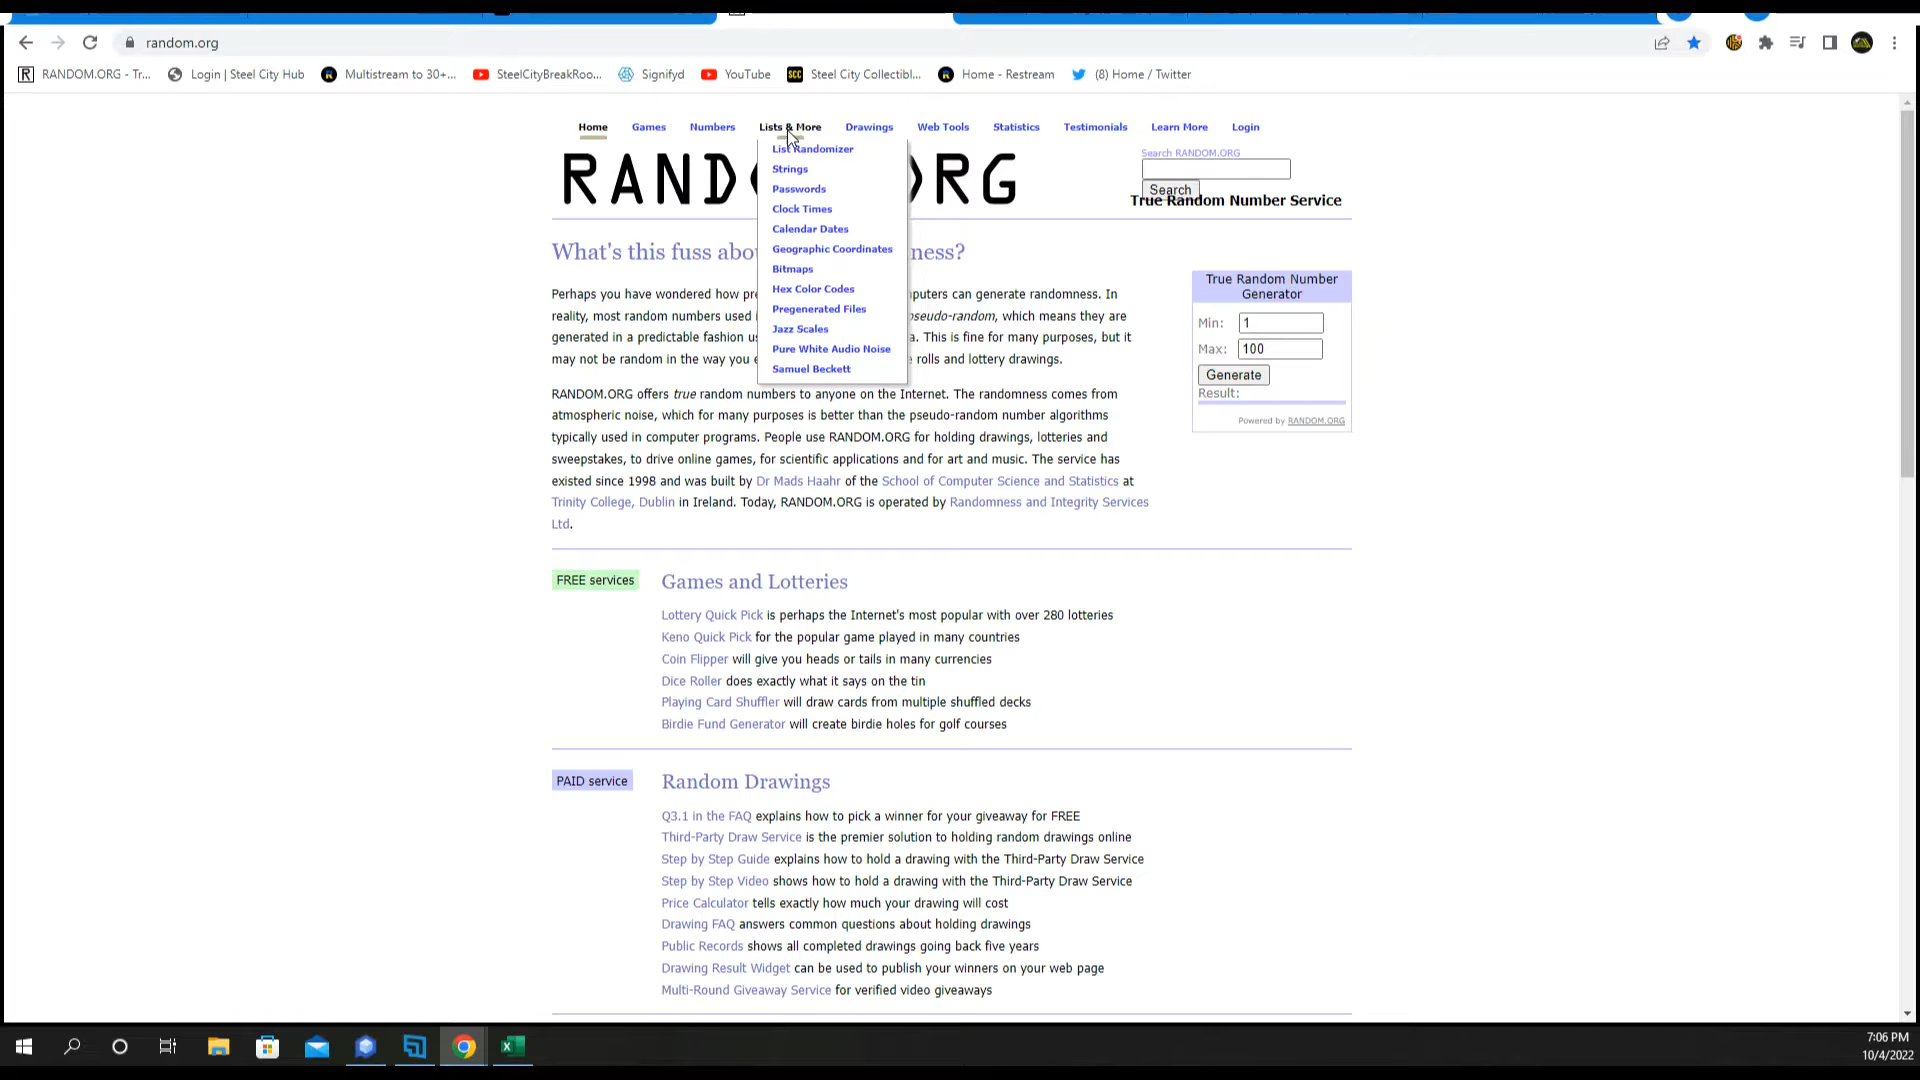 random.org
RANDOM.ORG - Tr...
Login | Steel City Hub
Multistream to 30+...
SteelCityBreakRoo...
Signifyd
YouTube
Steel City Collectibl...
Home - Restream
(8) Home / Twitter
Home
Games
Numbers
Lists & More
Drawings
Web Tools
Statistics
Testimonials
Learn More
Login
List Randomizer
Strings
Passwords
Clock Times
Calendar Dates
Geographic Coordinates
Bitmaps
Hex Color Codes
Pregenerated Files
Jazz Scales
Pure White Audio Noise
Samuel Beckett
RAND RG
Search RANDOM.ORG
Search
True Random Number Service
What's this fuss abo ness?
Perhaps you have wondered how pre puters can generate randomness. In
reality, most random numbers used i pseudo-random, which means they are
generated in a predictable fashion us a. This is fine for many purposes, but it
may not be random in the way you e rolls and lottery drawings.
RANDOM.ORG offers true random numbers to anyone on the Internet. The randomness comes from
atmospheric noise, which for many purposes is better than the pseudo-random number algorithms
typically used in computer programs. People use RANDOM.ORG for holding drawings, lotteries and
sweepstakes, to drive online games, for scientific applications and for art and music. The service has
existed since 1998 and was built by Dr Mads Haahr of the School of Computer Science and Statistics at
Trinity College, Dublin in Ireland. Today, RANDOM.ORG is operated by Randomness and Integrity Services
Ltd.
True Random Number
Generator
Min: 1
Max: 100
Generate
Result:
Powered by RANDOM.ORG
FREE services
Games and Lotteries
Lottery Quick Pick is perhaps the Internet's most popular with over 280 lotteries
Keno Quick Pick for the popular game played in many countries
Coin Flipper will give you heads or tails in many currencies
Dice Roller does exactly what it says on the tin
Playing Card Shuffler will draw cards from multiple shuffled decks
Birdie Fund Generator will create birdie holes for golf courses
PAID service
Random Drawings
Q3.1 in the FAQ explains how to pick a winner for your giveaway for FREE
Third-Party Draw Service is the premier solution to holding random drawings online
Step by Step Guide explains how to hold a drawing with the Third-Party Draw Service
Step by Step Video shows how to hold a drawing with the Third-Party Draw Service
Price Calculator tells exactly how much your drawing will cost
Drawing FAQ answers common questions about holding drawings
Public Records shows all completed drawings going back five years
Drawing Result Widget can be used to publish your winners on your web page
Multi-Round Giveaway Service for verified video giveaways
7:06 PM
10/4/2022